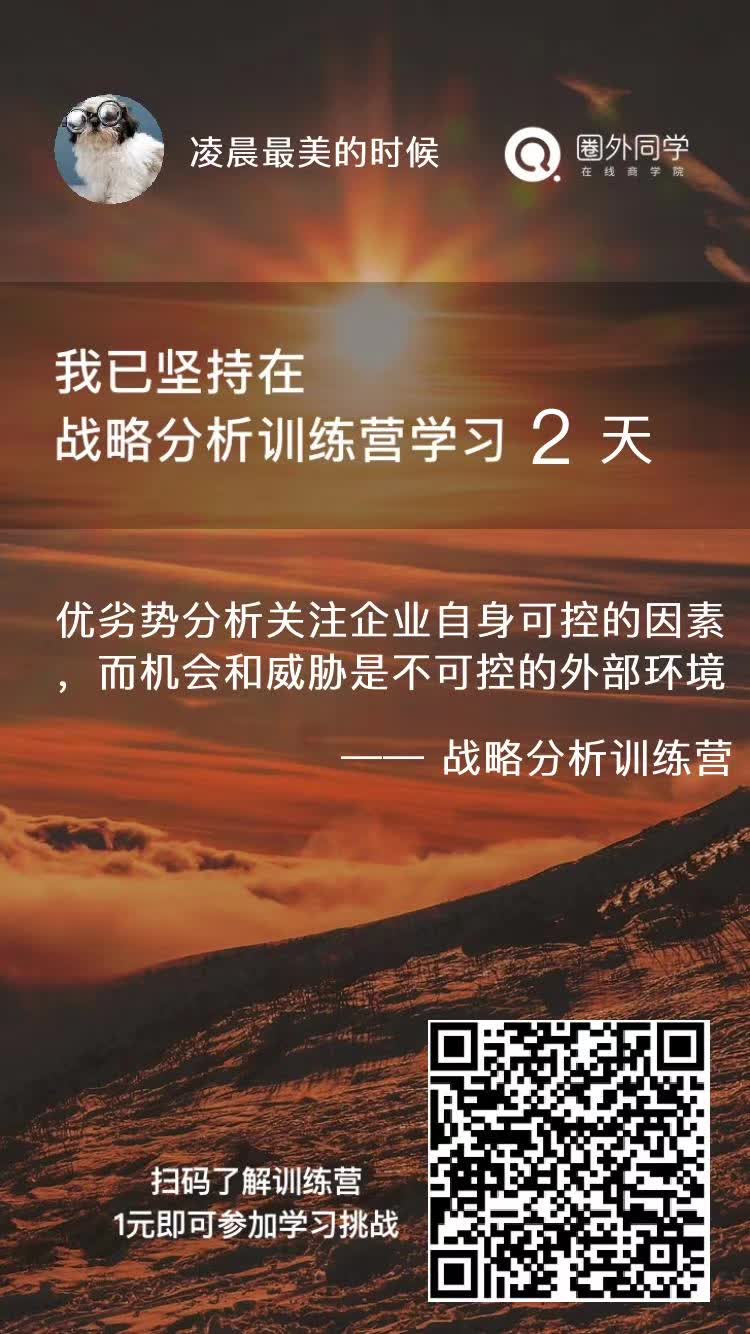 凌晨最美的时候
圈外同学
在线商学院
我已坚持在
战略分析训练营学习 2 天
优劣势分析关注企业自身可控的因素
，而机会和威胁是不可控的外部环境
—— 战略分析训练营
扫码了解训练营
1元即可参加学习挑战